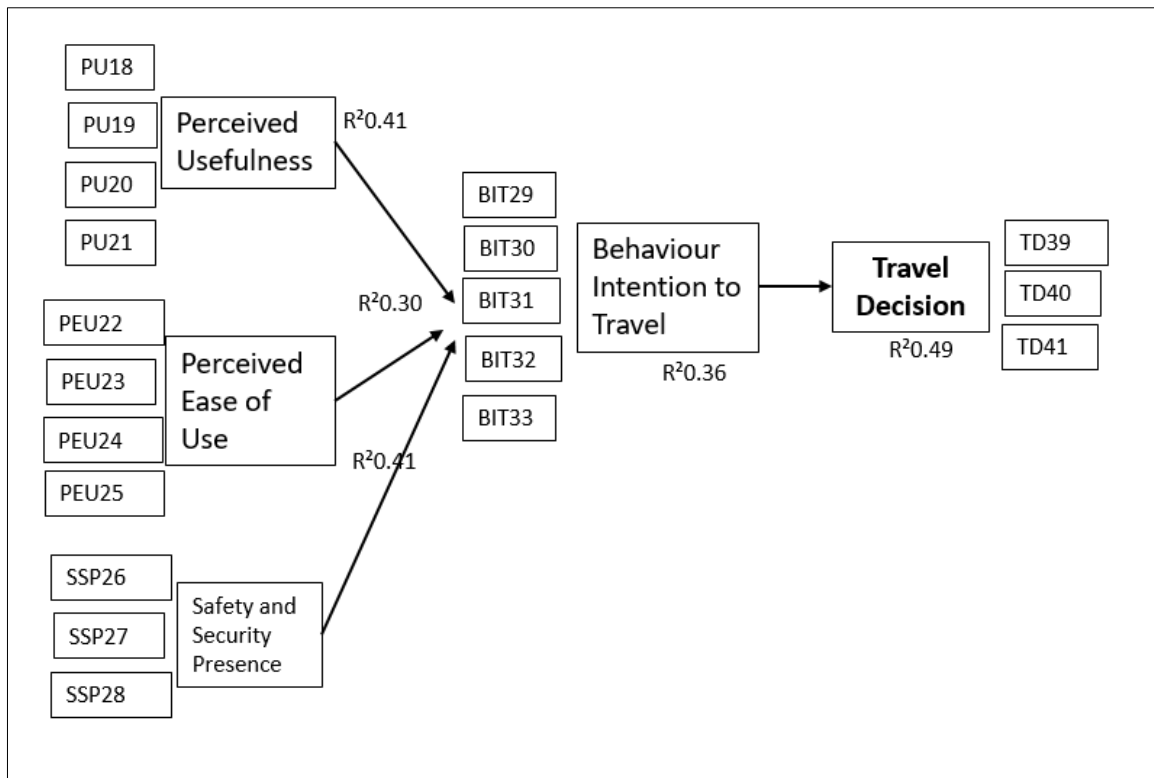 PU18
PU19
PU20
PU21
Perceived
Usefulness
R²0.41
PEU22
PEU23
PEU24
PEU25
Perceived
Ease of
Use
R²0.30
SSP26
SSP27
SSP28
Safety and
Security
Presence
R²0.41
BIT29
BIT30
BIT31
BIT32
BIT33
Behaviour
Intention to
Travel
R²0.36
Travel
Decision
R²0.49
TD39
TD40
TD41